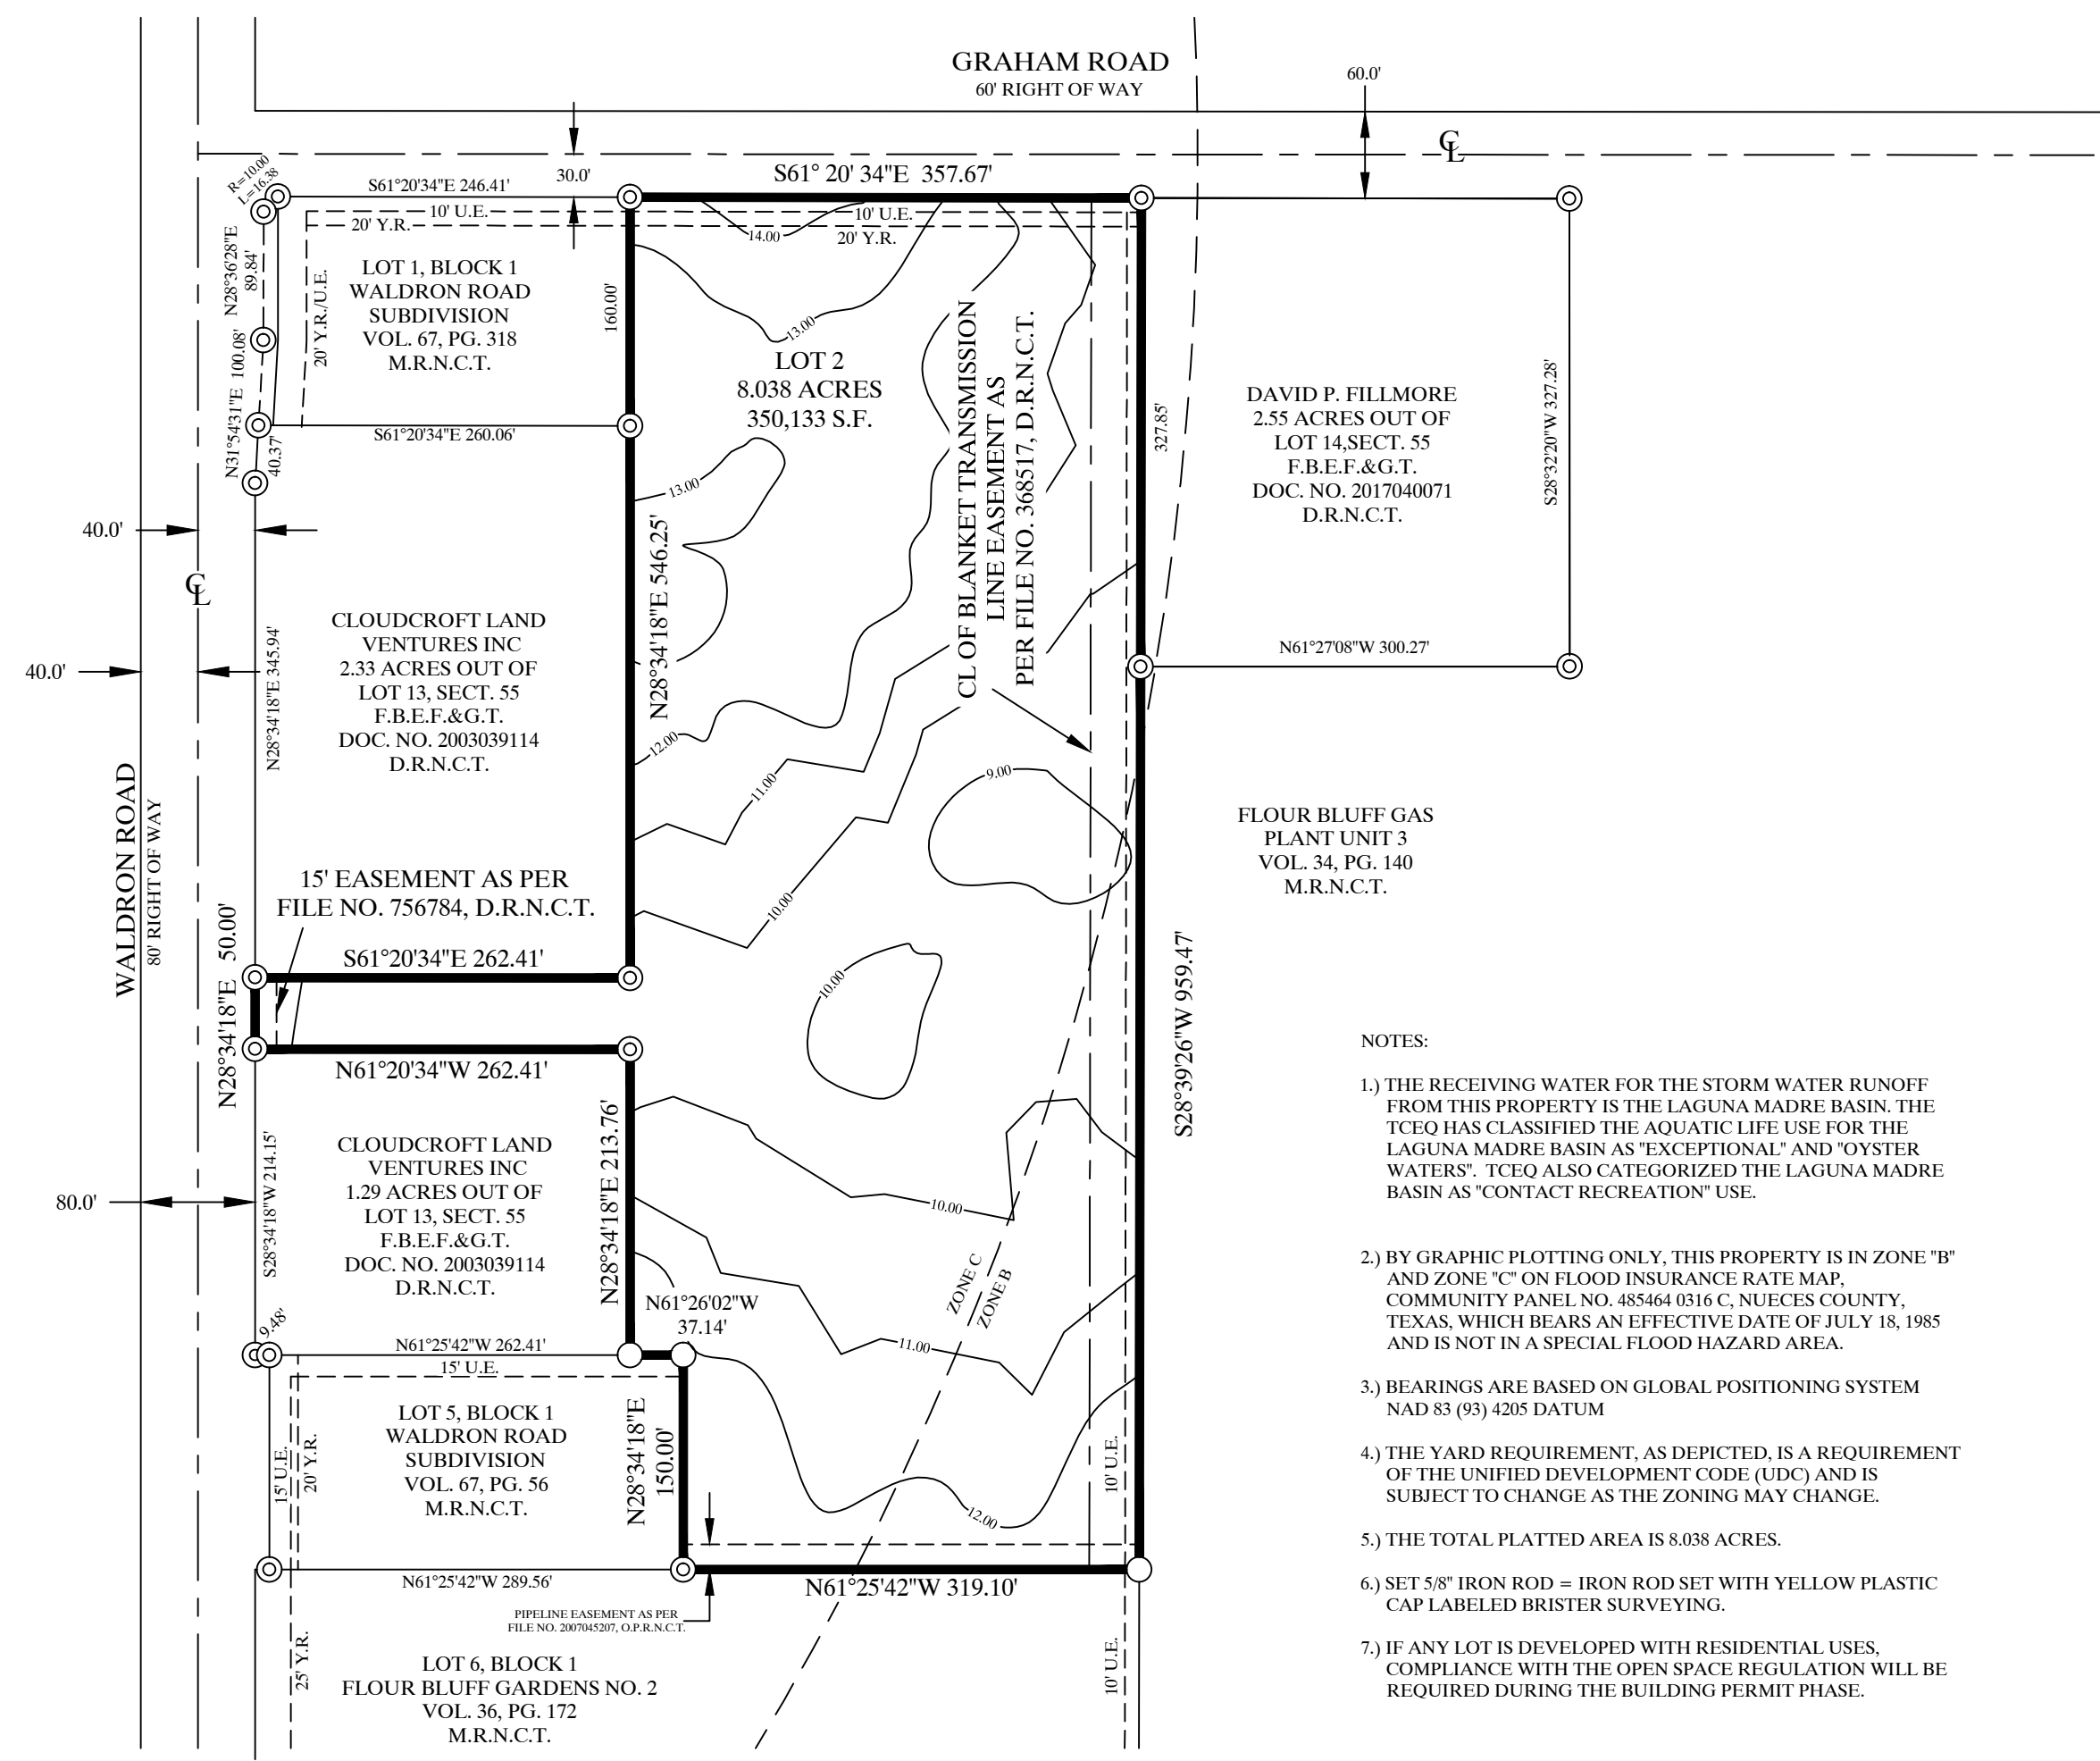 GRAHAM ROAD
60' RIGHT OF WAY
60.0'
C
L
R=10.00
L=16.38
S61°20'34"E 246.41'
30.0'
S61° 20' 34"E 357.67'
10' U.E.
20' Y.R.
10' U.E.
20' Y.R.
14.00
N28°36'28"E
89.84'
20' Y.R./U.E.
LOT 1, BLOCK 1
WALDRON ROAD
SUBDIVISION
VOL. 67, PG. 318
M.R.N.C.T.
160.00'
13.00
LOT 2
8.038 ACRES
350,133 S.F.
CL OF BLANKET TRANSMISSION
LINE EASEMENT AS
PER FILE NO. 368517, D.R.N.C.T.
327.85'
DAVID P. FILLMORE
2.55 ACRES OUT OF
LOT 14,SECT. 55
F.B.E.F.&G.T.
DOC. NO. 2017040071
D.R.N.C.T.
S28°32'20"W 327.28'
N31°54'31"E 100.08'
40.37'
S61°20'34"E 260.06'
13.00
40.0'
C
L
40.0'
N28°34'18"E 345.94'
CLOUDCROFT LAND
VENTURES INC
2.33 ACRES OUT OF
LOT 13, SECT. 55
F.B.E.F.&G.T.
DOC. NO. 2003039114
D.R.N.C.T.
N28°34'18"E 546.25'
N61°27'08"W 300.27'
12.00
11.00
9.00
10.00
WALDRON ROAD
80' RIGHT OF WAY
FLOUR BLUFF GAS
PLANT UNIT 3
VOL. 34, PG. 140
M.R.N.C.T.
15' EASEMENT AS PER
FILE NO. 756784, D.R.N.C.T.
N28°34'18"E 50.00'
S61°20'34"E 262.41'
10.00
S28°39'26"W 959.47'
N61°20'34"W 262.41'
80.0'
S28°34'18"W 214.15'
CLOUDCROFT LAND
VENTURES INC
1.29 ACRES OUT OF
LOT 13, SECT. 55
F.B.E.F.&G.T.
DOC. NO. 2003039114
D.R.N.C.T.
N28°34'18"E 213.76'
10.00
ZONE C
ZONE B
N61°26'02"W
37.14'
9.48'
N61°25'42"W 262.41'
15' U.E.
11.00
LOT 5, BLOCK 1
WALDRON ROAD
SUBDIVISION
VOL. 67, PG. 56
M.R.N.C.T.
15' U.E.
20' Y.R.
N28°34'18"E
150.00'
10' U.E.
12.00
N61°25'42"W 289.56'
N61°25'42"W 319.10'
PIPELINE EASEMENT AS PER
FILE NO. 2007045207, O.P.R.N.C.T.
25' Y.R.
LOT 6, BLOCK 1
FLOUR BLUFF GARDENS NO. 2
VOL. 36, PG. 172
M.R.N.C.T.
10' U.E.
NOTES:
1.) THE RECEIVING WATER FOR THE STORM WATER RUNOFF
FROM THIS PROPERTY IS THE LAGUNA MADRE BASIN. THE
TCEQ HAS CLASSIFIED THE AQUATIC LIFE USE FOR THE
LAGUNA MADRE BASIN AS "EXCEPTIONAL" AND "OYSTER
WATERS". TCEQ ALSO CATEGORIZED THE LAGUNA MADRE
BASIN AS "CONTACT RECREATION" USE.
2.) BY GRAPHIC PLOTTING ONLY, THIS PROPERTY IS IN ZONE "B"
AND ZONE "C" ON FLOOD INSURANCE RATE MAP,
COMMUNITY PANEL NO. 485464 0316 C, NUECES COUNTY,
TEXAS, WHICH BEARS AN EFFECTIVE DATE OF JULY 18, 1985
AND IS NOT IN A SPECIAL FLOOD HAZARD AREA.
3.) BEARINGS ARE BASED ON GLOBAL POSITIONING SYSTEM
NAD 83 (93) 4205 DATUM
4.) THE YARD REQUIREMENT, AS DEPICTED, IS A REQUIREMENT
OF THE UNIFIED DEVELOPMENT CODE (UDC) AND IS
SUBJECT TO CHANGE AS THE ZONING MAY CHANGE.
5.) THE TOTAL PLATTED AREA IS 8.038 ACRES.
6.) SET 5/8" IRON ROD = IRON ROD SET WITH YELLOW PLASTIC
CAP LABELED BRISTER SURVEYING.
7.) IF ANY LOT IS DEVELOPED WITH RESIDENTIAL USES,
COMPLIANCE WITH THE OPEN SPACE REGULATION WILL BE
REQUIRED DURING THE BUILDING PERMIT PHASE.